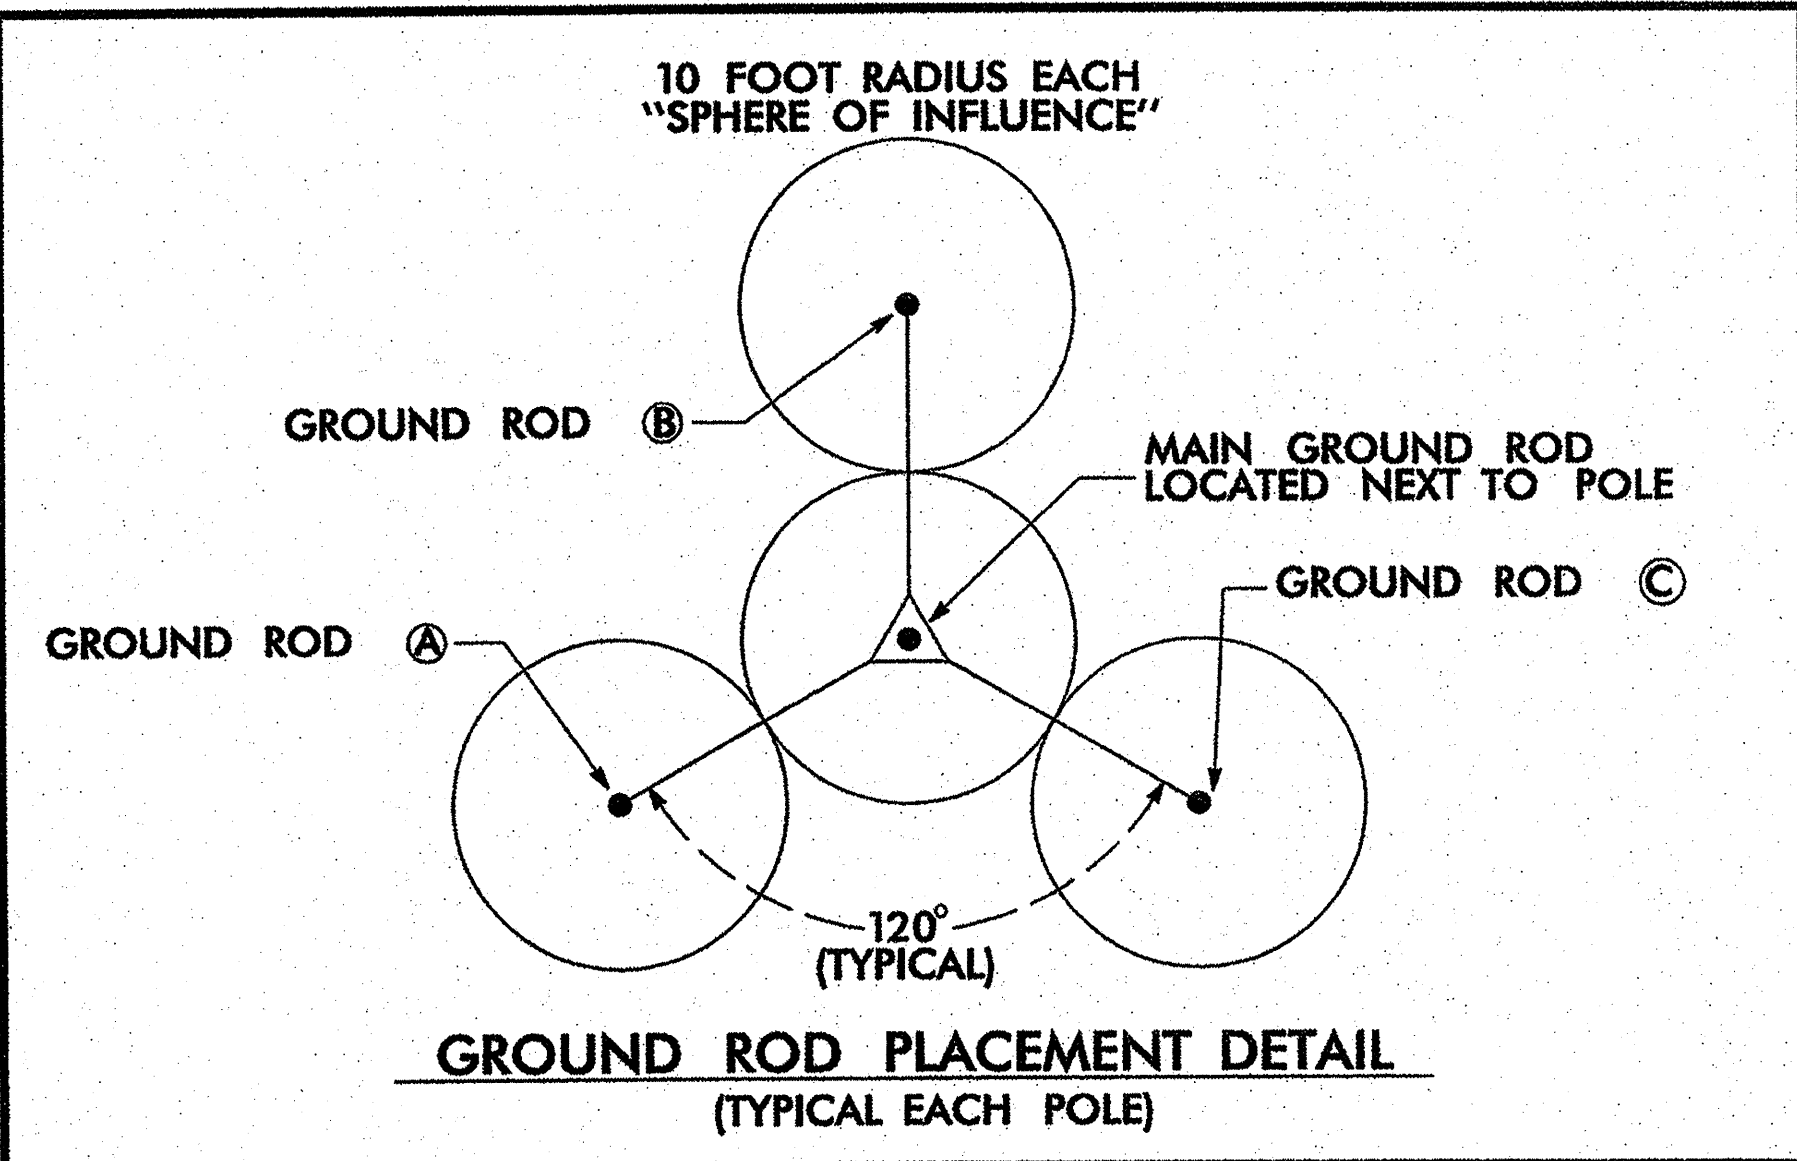 10 FOOT RADIUS EACH
"SPHERE OF INFLUENCE"
GROUND ROD Ⓑ
MAIN GROUND ROD
LOCATED NEXT TO POLE
GROUND ROD Ⓒ
GROUND ROD Ⓐ
120°
(TYPICAL)
GROUND ROD PLACEMENT DETAIL
(TYPICAL EACH POLE)